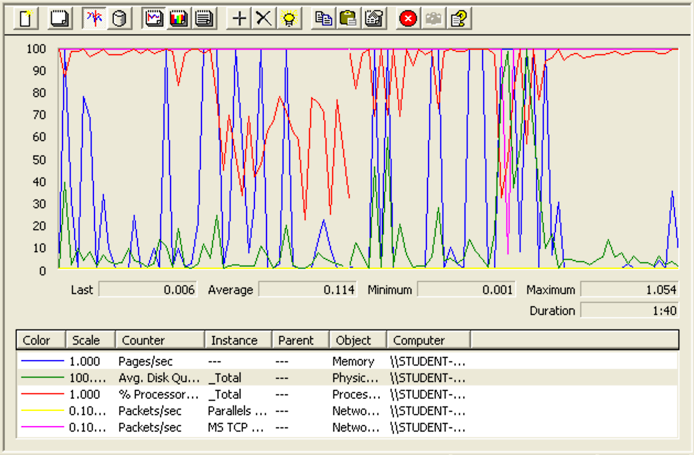 100
90
80
70
60
50
40
30
20
10
0
Last 0.006 Average 0.114 Minimum 0.001 Maximum 1.054
Duration 1:40
Color Scale Counter Instance Parent Object Computer
1.000 Pages/sec --- --- Memory \\STUDENT-...
100.... Avg. Disk Qu... _Total --- Physic... \\STUDENT-...
1.000 % Processor... _Total --- Proces... \\STUDENT-...
0.10... Packets/sec Parallels ... --- Netwo... \\STUDENT-...
0.10... Packets/sec MS TCP ... --- Netwo... \\STUDENT-...